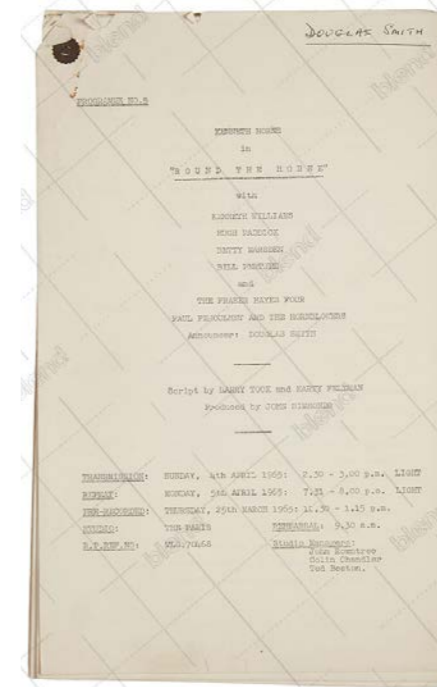 DOUGLAS SMITH
PROGRAMME NO.5
KENNETH HORNE
in
"ROUND THE HORNE"
with
KENNETH WILLIAMS
HUGH PADDICK
BETTY MARSDEN
BILL PERTWEE
and
THE FRASER HAYES FOUR
PAUL FENOULHET AND THE HORNBLOWERS
Announcer: DOUGLAS SMITH
Script by BARRY TOOK and MARTY FELDMAN
Produced by JOHN SIMMONDS
TRANSMISSION: SUNDAY, 4th APRIL 1965: 2.30 - 3.00 p.m. LIGHT
REPEAT: MONDAY, 5th APRIL 1965: 7.31 - 8.00 p.m. LIGHT
PRE-RECORDED: THURSDAY, 25th MARCH 1965: - 1.15 p.m.
STUDIO: THE PARIS REHEARSAL: 9.30 a.m.
R.P.REF.NO: Studio Managers:
John Rowntree
Colin Chandler
Ted Beston.
blend